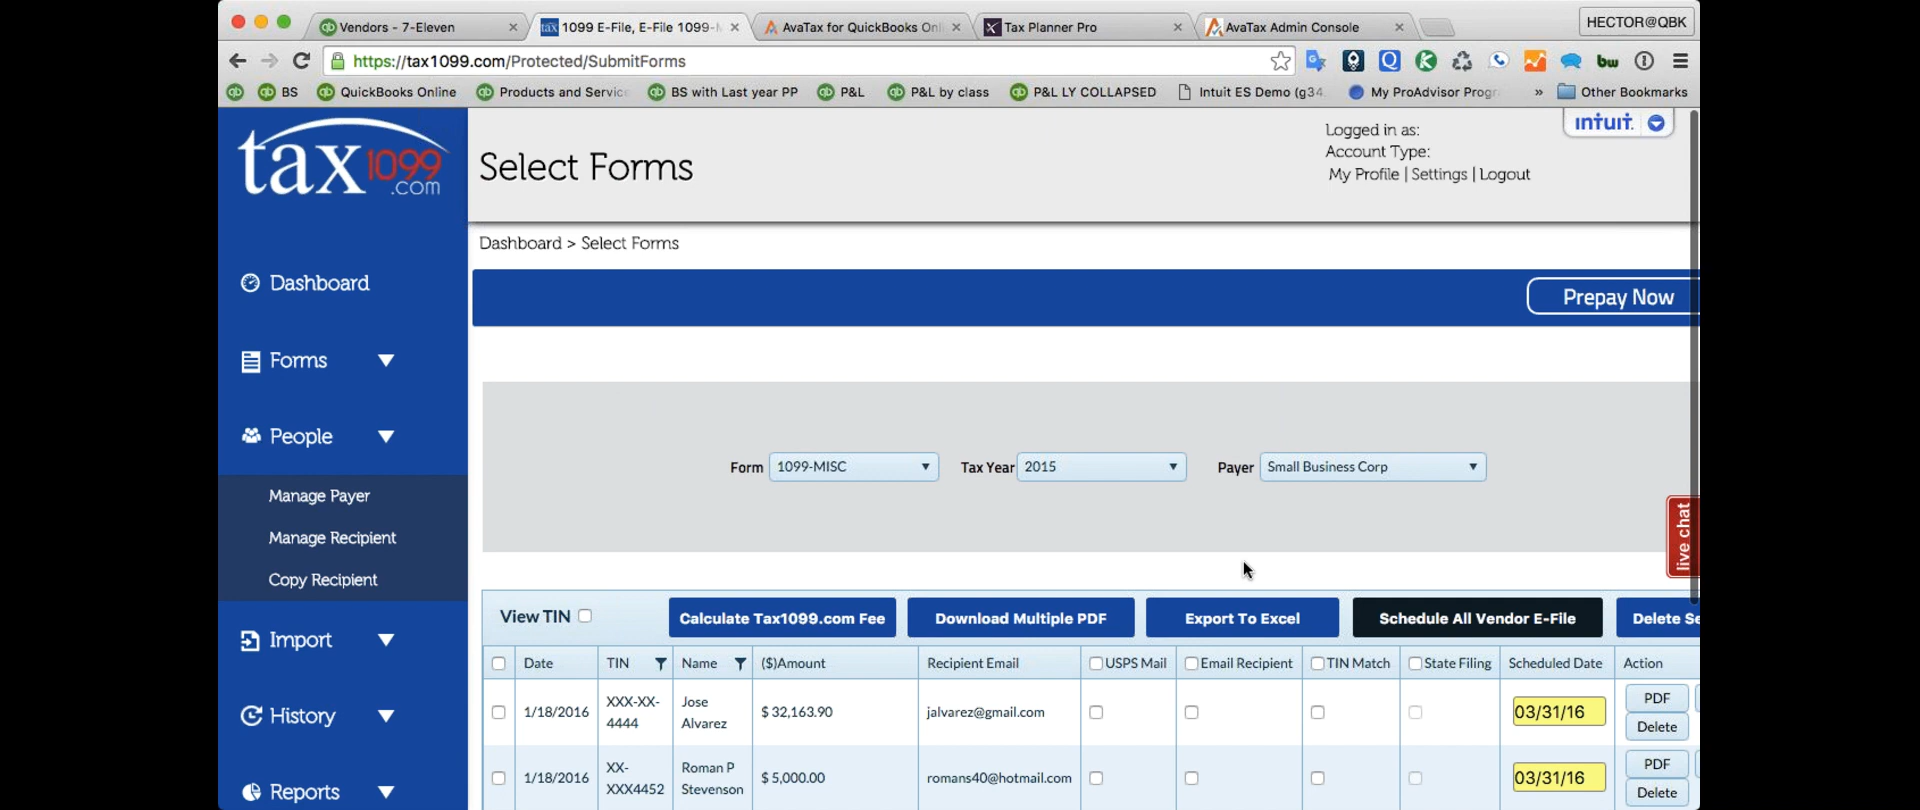 Vendors - 7-Eleven
1099 E-File, E-File 1099-
AvaTax for QuickBooks Onl
Tax Planner Pro
AvaTax Admin Console
HECTOR@QBK
https://tax1099.com/Protected/SubmitForms
BS
QuickBooks Online
Products and Servic
BS with Last year PP
P&L
P&L by class
P&L LY COLLAPSED
Intuit ES Demo (g34
My ProAdvisor Progr
»
Other Bookmarks
tax1099
.com
Select Forms
Logged in as:
Account Type:
My Profile | Settings | Logout
intuit.
Dashboard > Select Forms
Prepay Now
Dashboard
Forms
People
Manage Payer
Manage Recipient
Copy Recipient
Import
History
Reports
Form 1099-MISC
Tax Year 2015
Payer Small Business Corp
live chat
View TIN
Calculate Tax1099.com Fee
Download Multiple PDF
Export To Excel
Schedule All Vendor E-File
Delete Se
Date TIN Name ($)Amount Recipient Email USPS Mail Email Recipient TIN Match State Filing Scheduled Date Action
1/18/2016 XXX-XX-4444 Jose Alvarez $ 32,163.90 jalvarez@gmail.com 03/31/16 PDF
Delete
1/18/2016 XX-XXX4452 Roman P Stevenson $ 5,000.00 romans40@hotmail.com 03/31/16 PDF
Delete